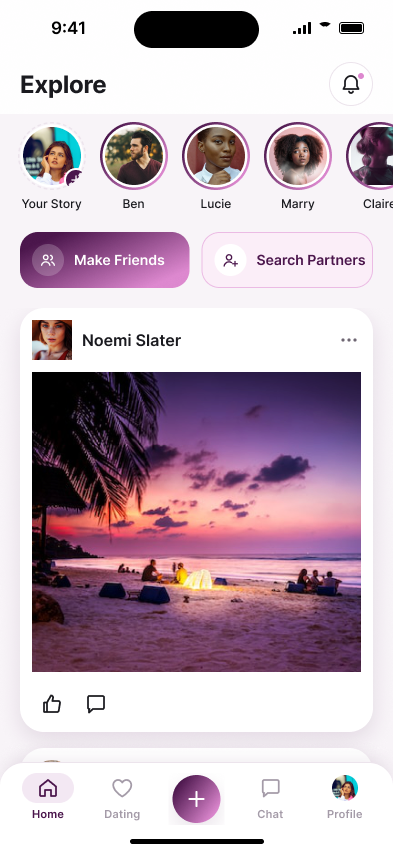 9:41
Explore
Your Story
Ben
Lucie
Marry
Claire
Make Friends
Search Partners
Noemi Slater
Home
Dating
Chat
Profile